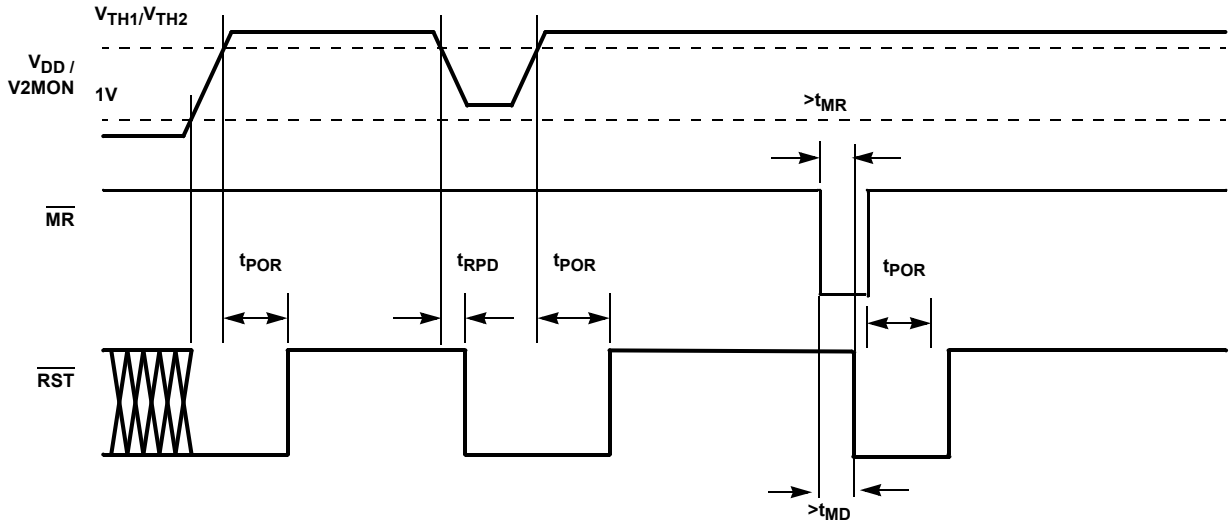 VTH1/VTH2
VDD /
V2MON
1V
>tMR
MR
tPOR
tRPD
tPOR
tPOR
RST
>tMD